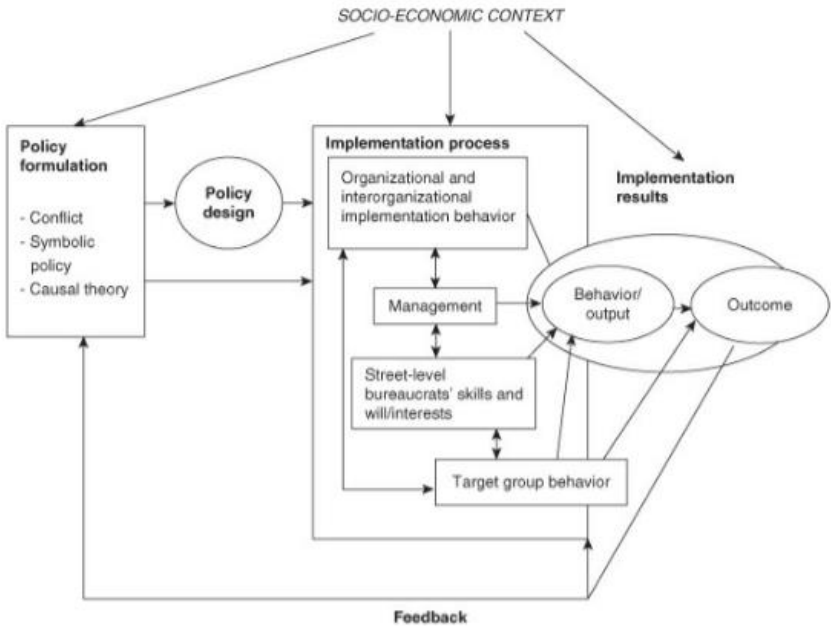 SOCIO-ECONOMIC CONTEXT
Policy
formulation
- Conflict
- Symbolic
policy
- Causal theory
Policy
design
Implementation process
Organizational and
interorganizational
implementation behavior
Management
Street-level
bureaucrats' skills and
will/interests
Target group behavior
Implementation
results
Behavior/
output
Outcome
Feedback